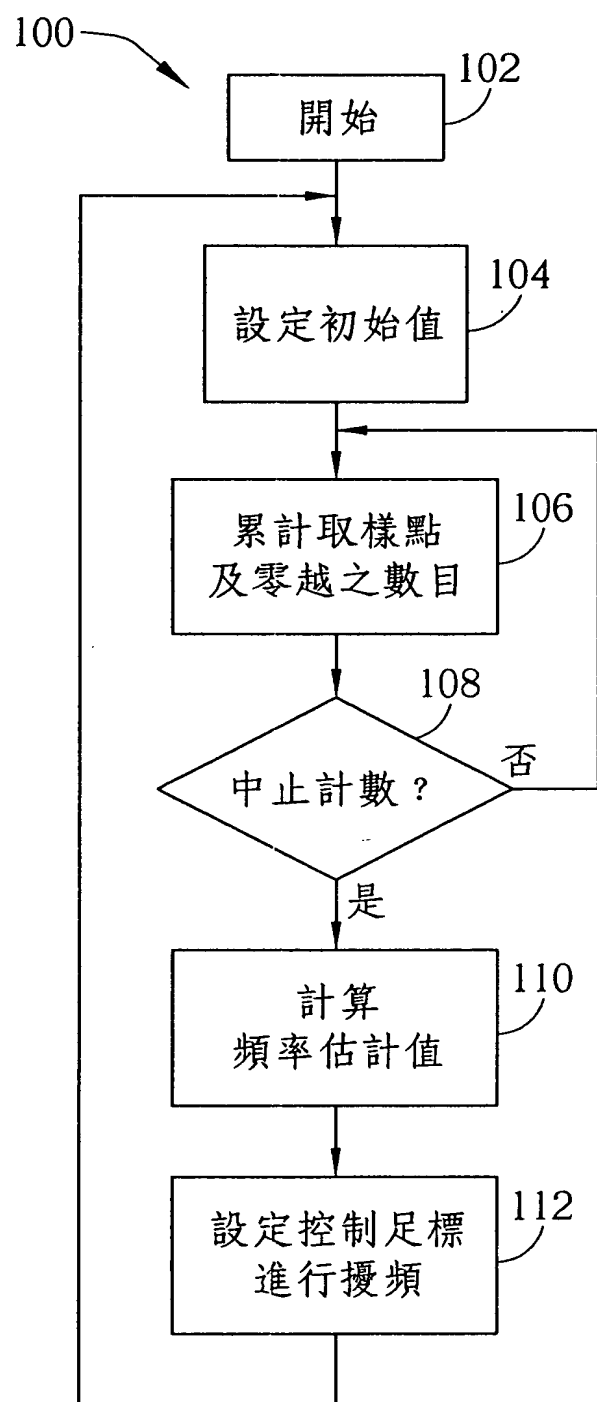 100
102
開始
104
設定初始值
106
累計取樣點
及零越之數目
108
中止計數?
否
是
110
計算
頻率估計值
112
設定控制足標
進行擾頻